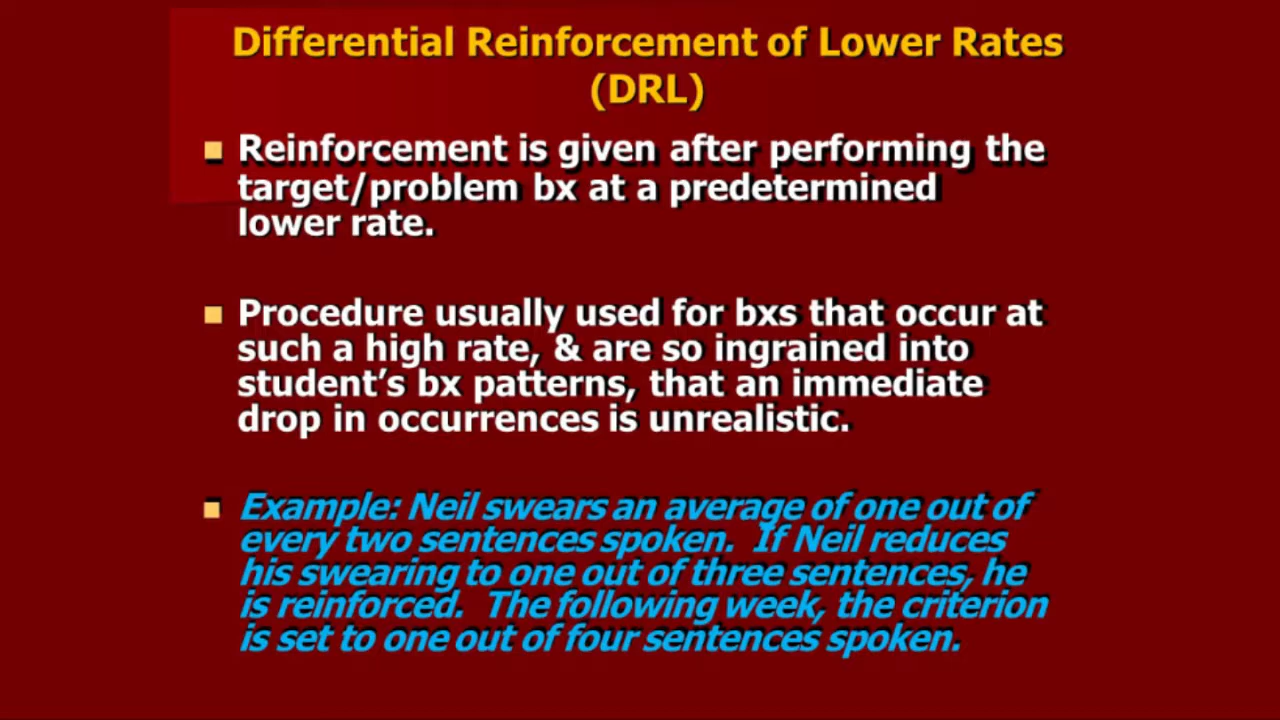 Differential Reinforcement of Lower Rates
(DRL)
Reinforcement is given after performing the
target/problem bx at a predetermined
lower rate.
Procedure usually used for bxs that occur at
such a high rate, & are so ingrained into
student’s bx patterns, that an immediate
drop in occurrences is unrealistic.
Example: Neil swears an average of one out of
every two sentences spoken. If Neil reduces
his swearing to one out of three sentences, he
is reinforced. The following week, the criterion
is set to one out of four sentences spoken.